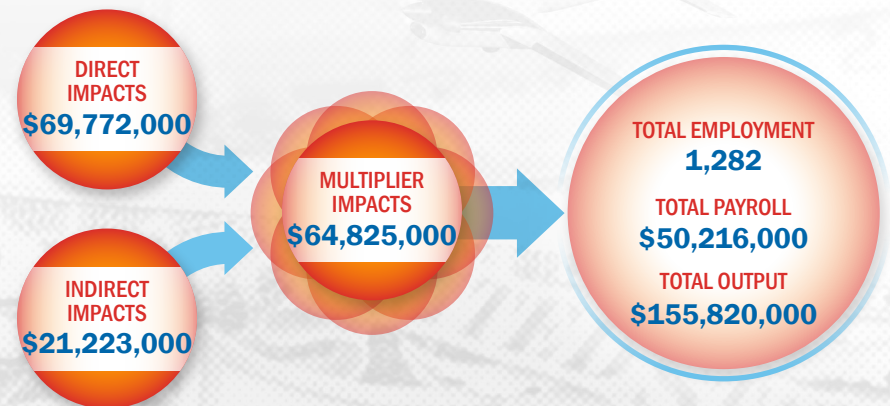 DIRECT
IMPACTS
$69,772,000
INDIRECT
IMPACTS
$21,223,000
MULTIPLIER
IMPACTS
$64,825,000
TOTAL EMPLOYMENT
1,282
TOTAL PAYROLL
$50,216,000
TOTAL OUTPUT
$155,820,000